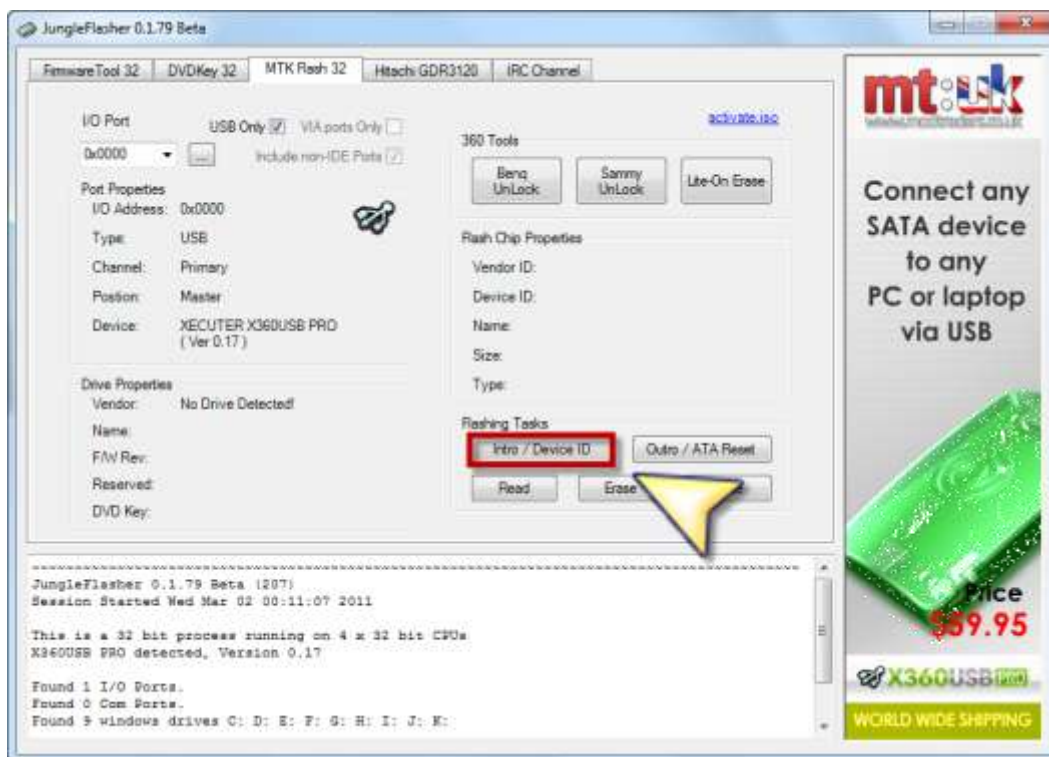 JungleFlasher 0.1.79 Beta
FirmwareTool 32
DVDKey 32
MTK Flash 32
Hitachi GDR3120
IRC Channel
I/O Port
USB Only
VIA ports Only
0x0000
...
Include non-IDE Ports
Port Properties
I/O Address: 0x0000
Type: USB
Channel: Primary
Postion: Master
Device: XECUTER X360USB PRO
( Ver 0.17 )
Drive Properties
Vendor: No Drive Detected!
Name:
F/W Rev:
Reserved:
DVD Key:
activate.iso
360 Tools
Benq UnLock
Sammy UnLock
Lite-On Erase
Flash Chip Properties
Vendor ID:
Device ID:
Name:
Size:
Type:
Flashing Tasks
Intro / Device ID
Outro / ATA Reset
Read
Erase
JungleFlasher 0.1.79 Beta (287)
Session Started Wed Mar 02 00:11:07 2011
This is a 32 bit process running on 4 x 32 bit CPUs
X360USB PRO detected, Version 0.17
Found 1 I/O Ports.
Found 0 Com Ports.
Found 9 windows drives C: D: E: F: G: H: I: J: K:
mt:uk
Connect any
SATA device
to any
PC or laptop
via USB
Price
$59.95
X360USB PRO
WORLD WIDE SHIPPING